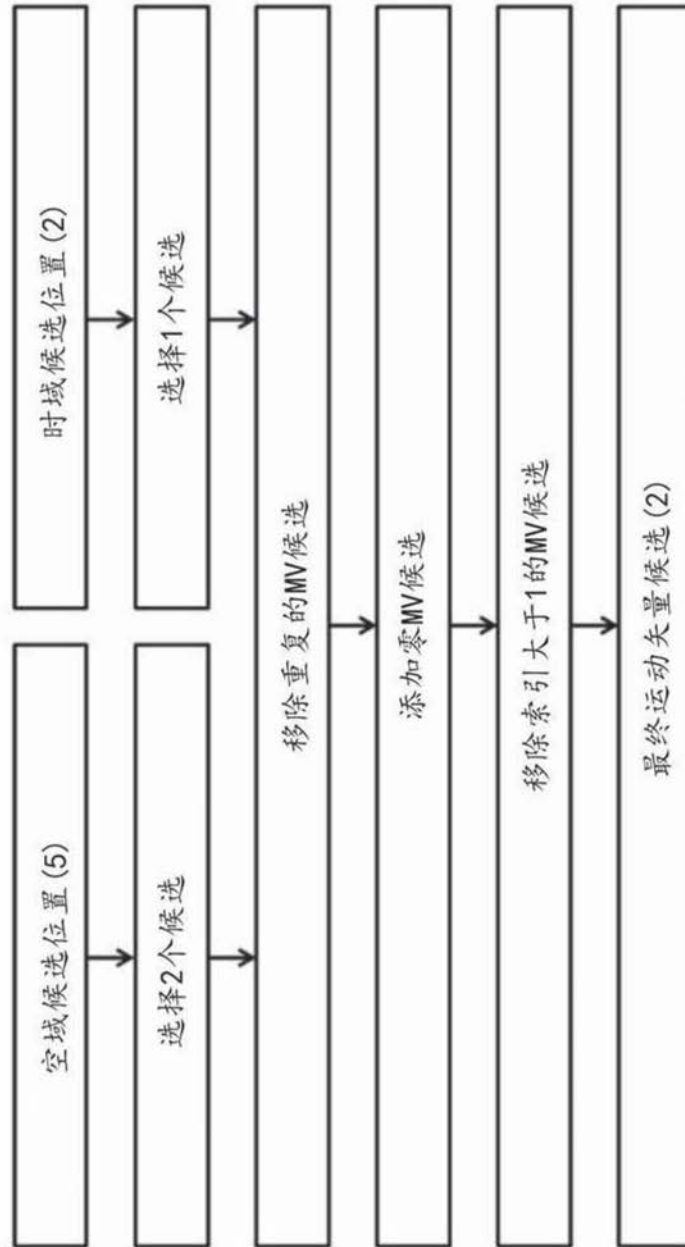 空域候选位置(5)
时域候选位置(2)
选择2个候选
选择1个候选
移除重复的MV候选
添加零MV候选
移除索引大于1的MV候选
最终运动矢量候选(2)